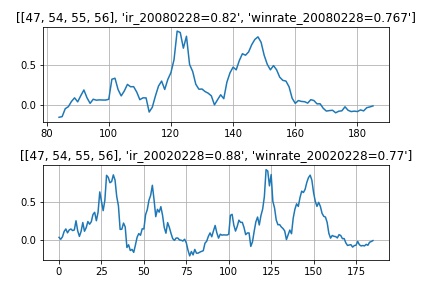 [[47, 54, 55, 56], 'ir_20080228=0.82', 'winrate_20080228=0.767']
0.5
0.0
80 100 120 140 160 180
[[47, 54, 55, 56], 'ir_20020228=0.88', 'winrate_20020228=0.77']
0.5
0.0
0 25 50 75 100 125 150 175